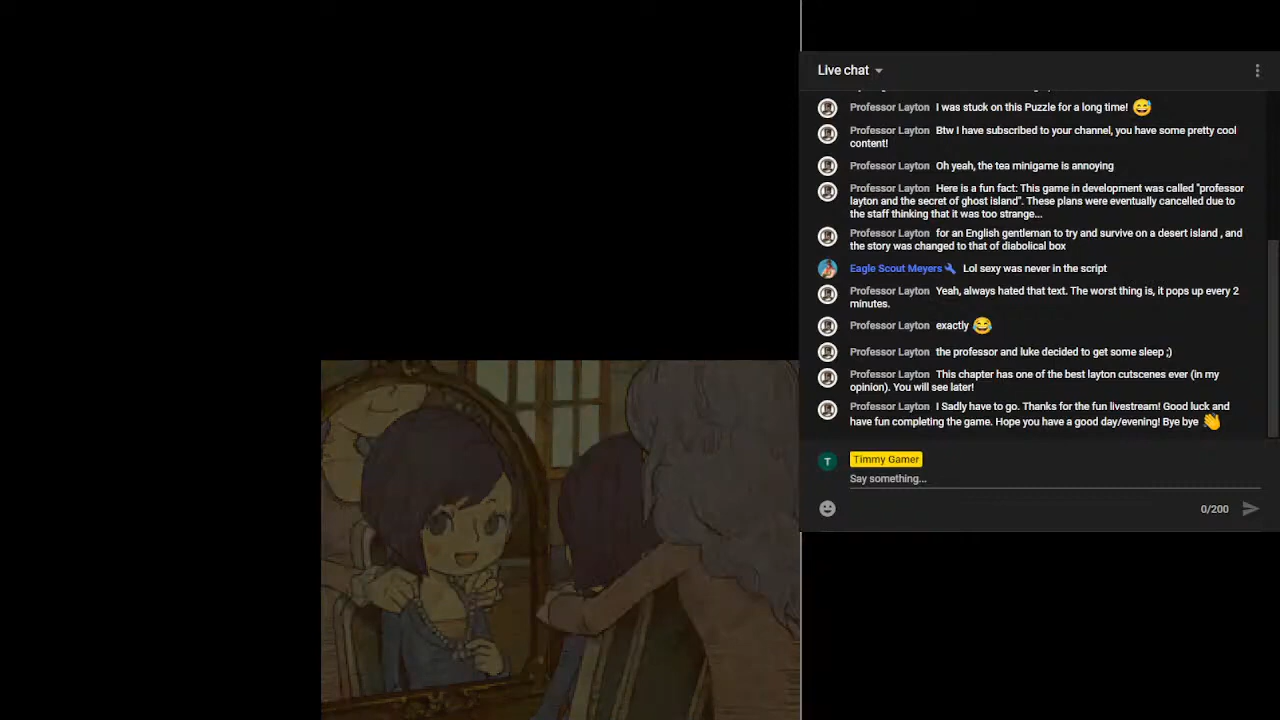 Live chat
Professor Layton I was stuck on this Puzzle for a long time! 😅
Professor Layton Btw I have subscribed to your channel, you have some pretty cool
content!
Professor Layton Oh yeah, the tea minigame is annoying
Professor Layton Here is a fun fact: This game in development was called "professor
layton and the secret of ghost island". These plans were eventually cancelled due to
the staff thinking that it was too strange...
Professor Layton for an English gentleman to try and survive on a desert island , and
the story was changed to that of diabolical box
Eagle Scout Meyers Lol sexy was never in the script
Professor Layton Yeah, always hated that text. The worst thing is, it pops up every 2
minutes.
Professor Layton exactly 😂
Professor Layton the professor and luke decided to get some sleep ;)
Professor Layton This chapter has one of the best layton cutscenes ever (in my
opinion). You will see later!
Professor Layton I Sadly have to go. Thanks for the fun livestream! Good luck and
have fun completing the game. Hope you have a good day/evening! Bye bye 👋
T Timmy Gamer
Say something...
0/200